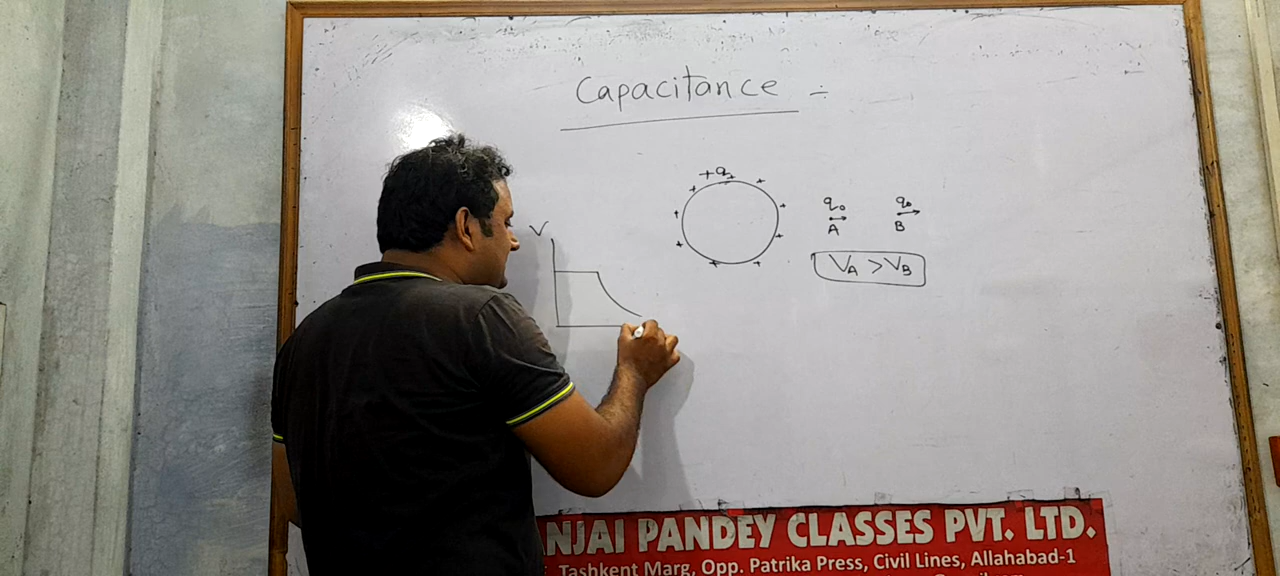 Capacitance :-
+q
+ + + + + + + + +
q₀ q₀
A B
V
V_A > V_B
NJAI PANDEY CLASSES PVT. LTD.
Tashkent Marg, Opp. Patrika Press, Civil Lines, Allahabad-1